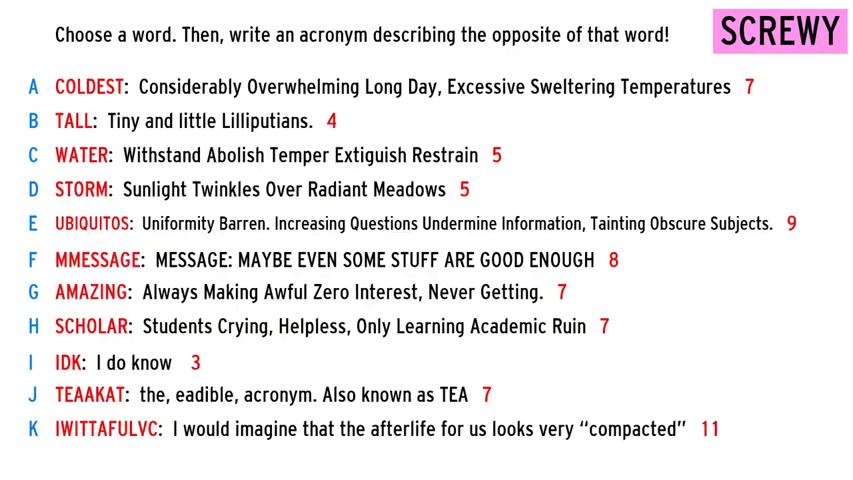 Choose a word. Then, write an acronym describing the opposite of that word!
SCREWY
A COLDEST: Considerably Overwhelming Long Day, Excessive Sweltering Temperatures 7
B TALL: Tiny and little Lilliputians. 4
C WATER: Withstand Abolish Temper Extiguish Restrain 5
D STORM: Sunlight Twinkles Over Radiant Meadows 5
E UBIQUITOS: Uniformity Barren. Increasing Questions Undermine Information, Tainting Obscure Subjects. 9
F MMESSAGE: MESSAGE: MAYBE EVEN SOME STUFF ARE GOOD ENOUGH 8
G AMAZING: Always Making Awful Zero Interest, Never Getting. 7
H SCHOLAR: Students Crying, Helpless, Only Learning Academic Ruin 7
I IDK: I do know 3
J TEAAKAT: the, eadible, acronym. Also known as TEA 7
K IWITTAFULVC: I would imagine that the afterlife for us looks very “compacted” 11